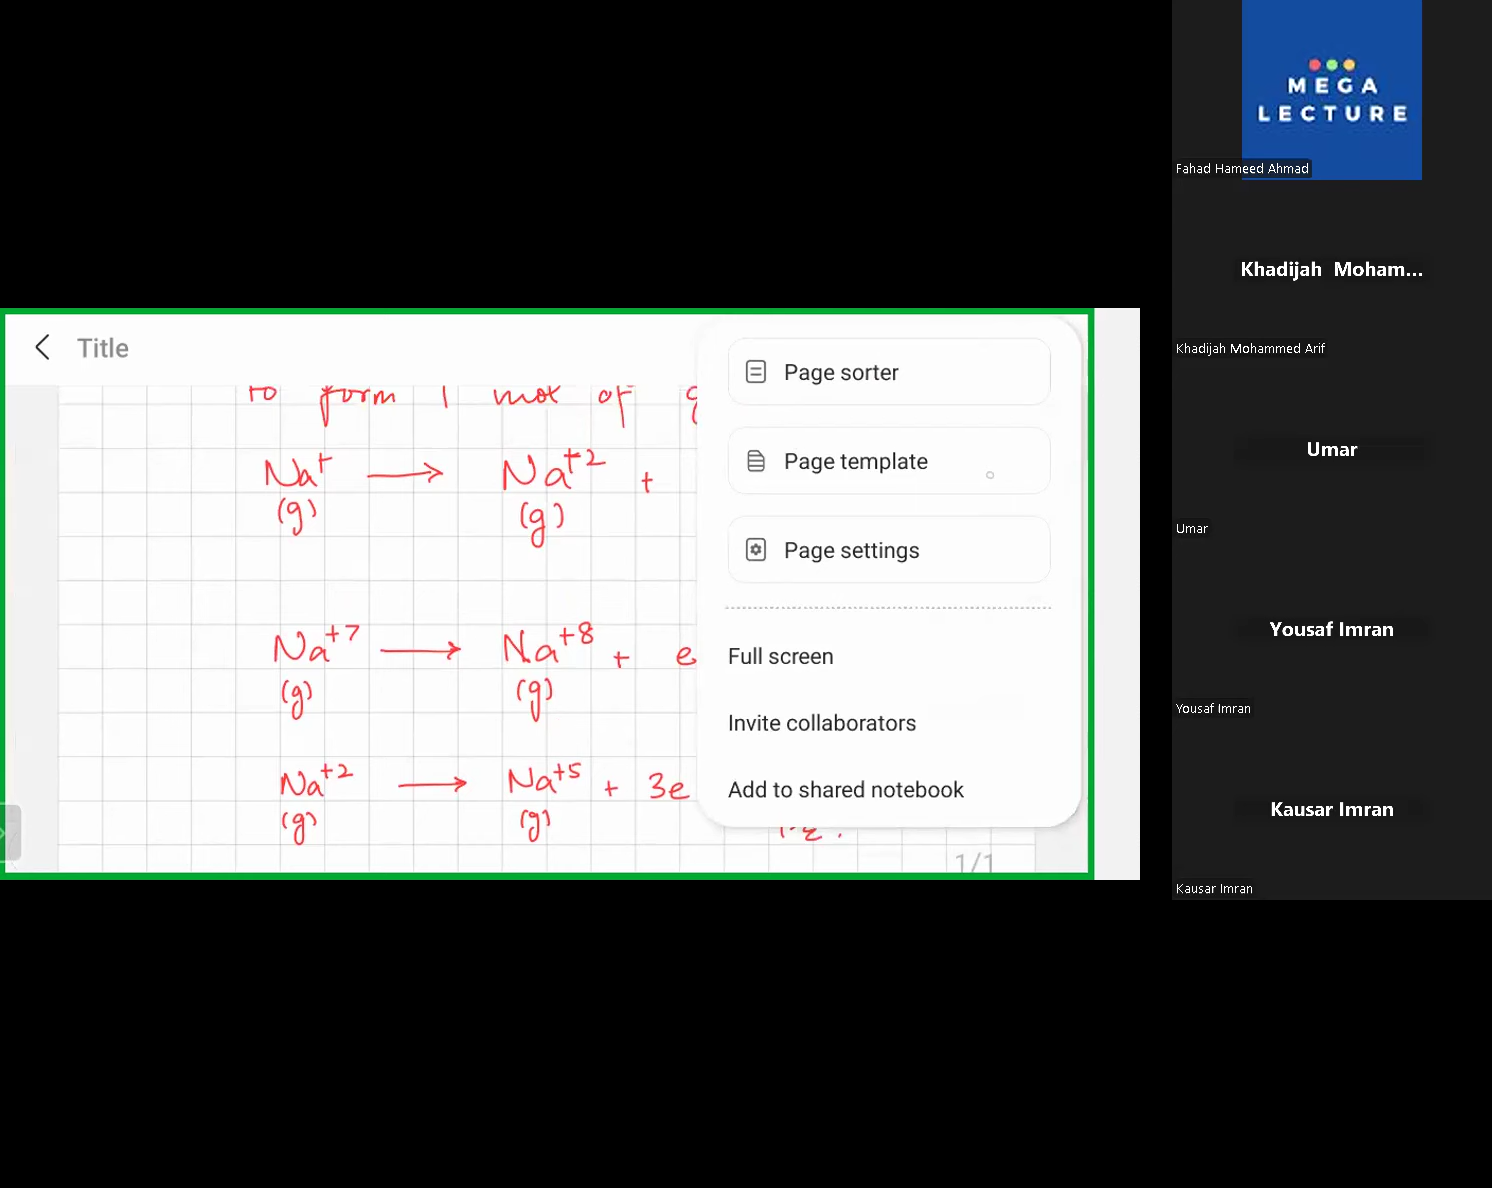 MEGA
LECTURE
Fahad Hameed Ahmad
Khadijah Moham...
Khadijah Mohammed Arif
Umar
Umar
Yousaf Imran
Yousaf Imran
Kausar Imran
Kausar Imran
Title
to form 1 mol of
Na⁺ → Na⁺² +
(g) (g)
Na⁺⁷ → Na⁺⁸ + e
(g) (g)
Na⁺² → Na⁺⁵ + 3e
(g) (g)
1/1
Page sorter
Page template
Page settings
Full screen
Invite collaborators
Add to shared notebook